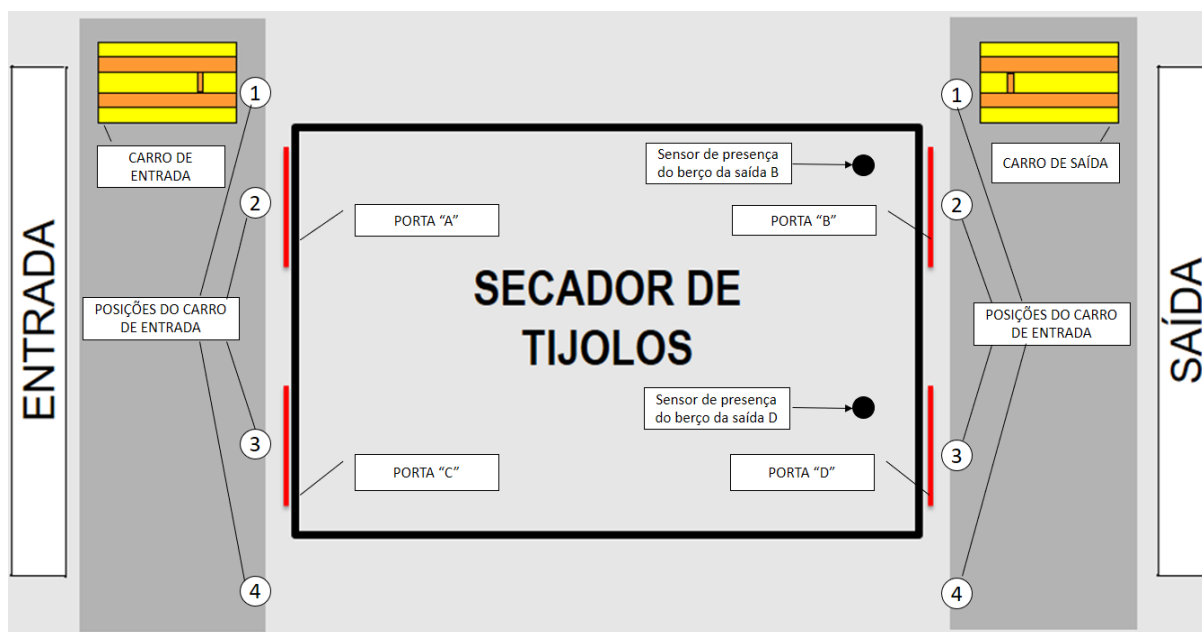 ENTRADA
CARRO DE
ENTRADA
1
2
POSIÇÕES DO CARRO
DE ENTRADA
3
4
PORTA “A”
PORTA “C”
SECADOR DE
TIJOLOS
Sensor de presença
do berço da saída B
PORTA “B”
Sensor de presença
do berço da saída D
PORTA “D”
1
CARRO DE SAÍDA
2
POSIÇÕES DO CARRO
DE ENTRADA
3
4
SAÍDA